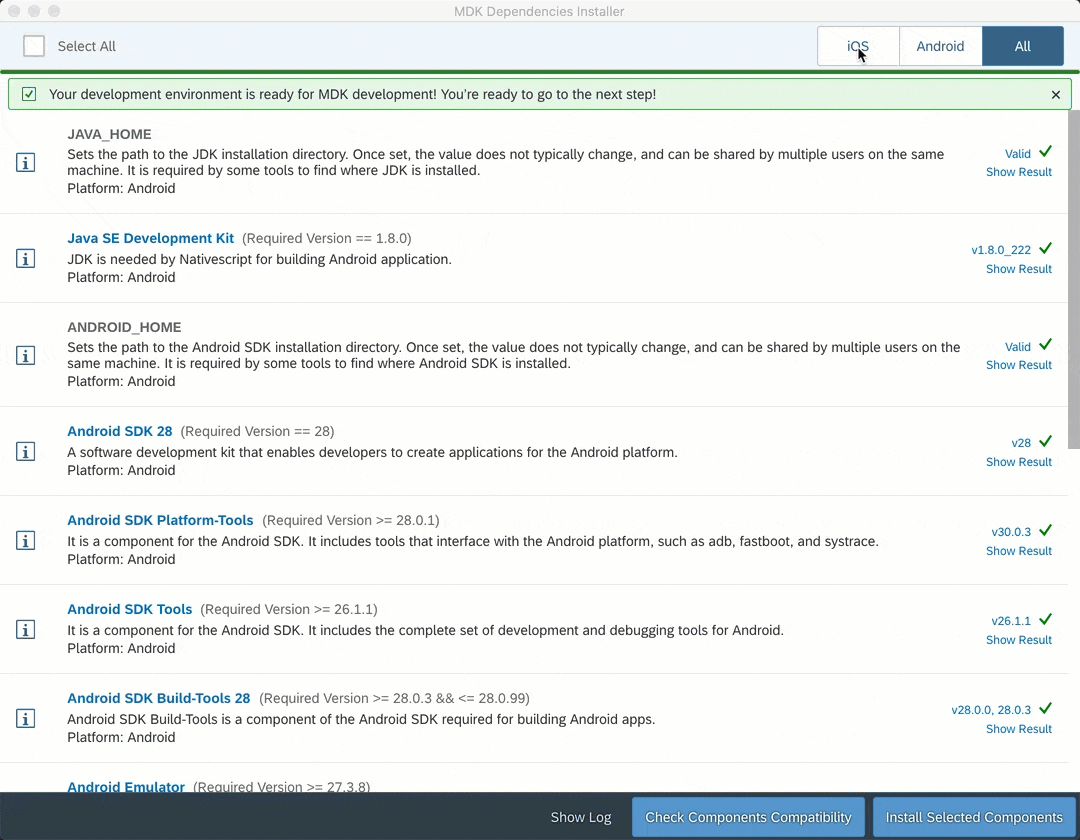 MDK Dependencies Installer
Select All
iOS
Android
All
Your development environment is ready for MDK development! You're ready to go to the next step!
JAVA_HOME
Sets the path to the JDK installation directory. Once set, the value does not typically change, and can be shared by multiple users on the same
machine. It is required by some tools to find where JDK is installed.
Platform: Android
Valid
Show Result
Java SE Development Kit (Required Version == 1.8.0)
JDK is needed by Nativescript for building Android application.
Platform: Android
v1.8.0_222
Show Result
ANDROID_HOME
Sets the path to the Android SDK installation directory. Once set, the value does not typically change, and can be shared by multiple users on the
same machine. It is required by some tools to find where Android SDK is installed.
Platform: Android
Valid
Show Result
Android SDK 28 (Required Version == 28)
A software development kit that enables developers to create applications for the Android platform.
Platform: Android
v28
Show Result
Android SDK Platform-Tools (Required Version >= 28.0.1)
It is a component for the Android SDK. It includes tools that interface with the Android platform, such as adb, fastboot, and systrace.
Platform: Android
v30.0.3
Show Result
Android SDK Tools (Required Version >= 26.1.1)
It is a component for the Android SDK. It includes the complete set of development and debugging tools for Android.
Platform: Android
v26.1.1
Show Result
Android SDK Build-Tools 28 (Required Version >= 28.0.3 && <= 28.0.99)
Android SDK Build-Tools is a component of the Android SDK required for building Android apps.
Platform: Android
v28.0.0, 28.0.3
Show Result
Android Emulator (Required Version >= 27.3.8)
Show Log
Check Components Compatibility
Install Selected Components